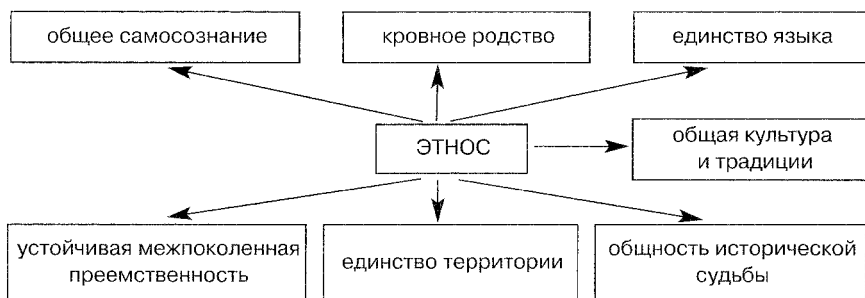 общее самосознание
кровное родство
единство языка
ЭТНОС
общая культура
и традиции
устойчивая межпоколенная
преемственность
единство территории
общность исторической
судьбы